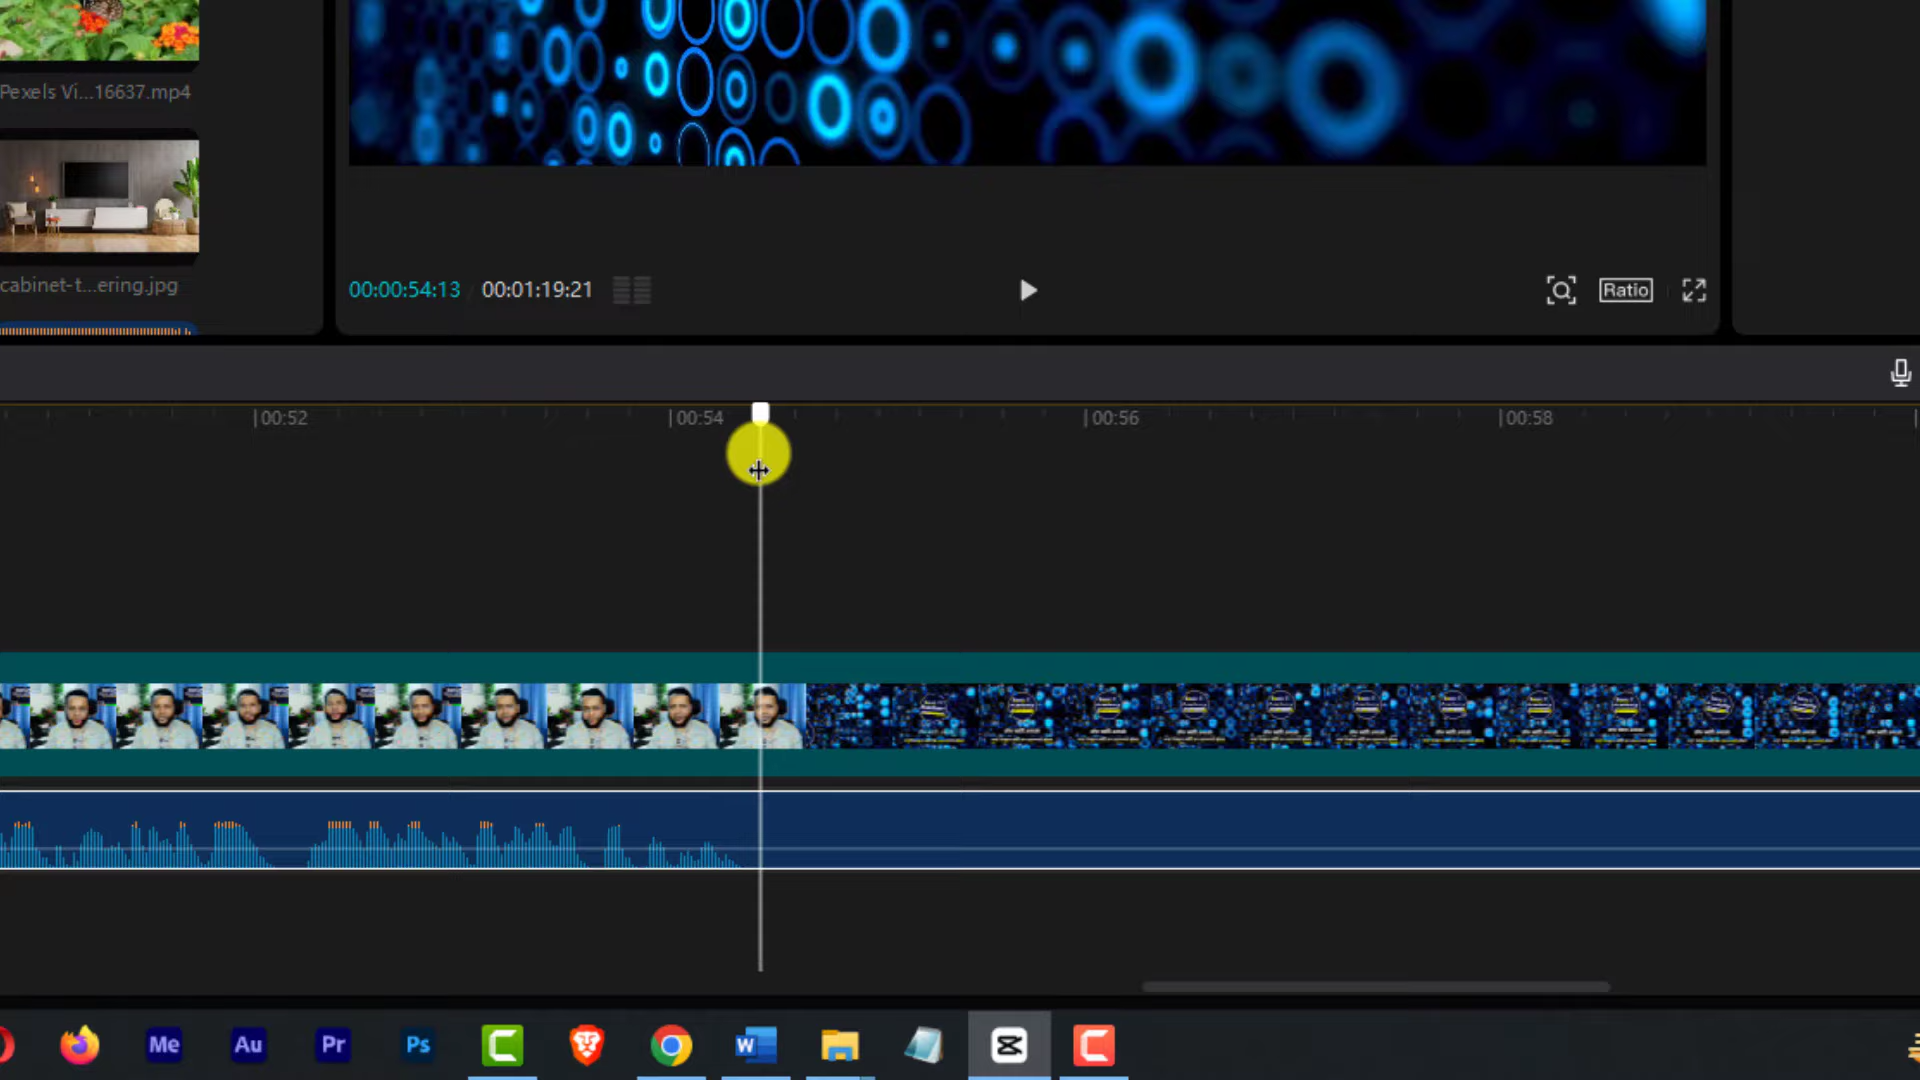 Pexels Vi...16637.mp4
cabinet-t...ering.jpg
00:00:54:13 00:01:19:21
Ratio
00:52 00:54 00:56 00:58
Me Au Pr Ps W